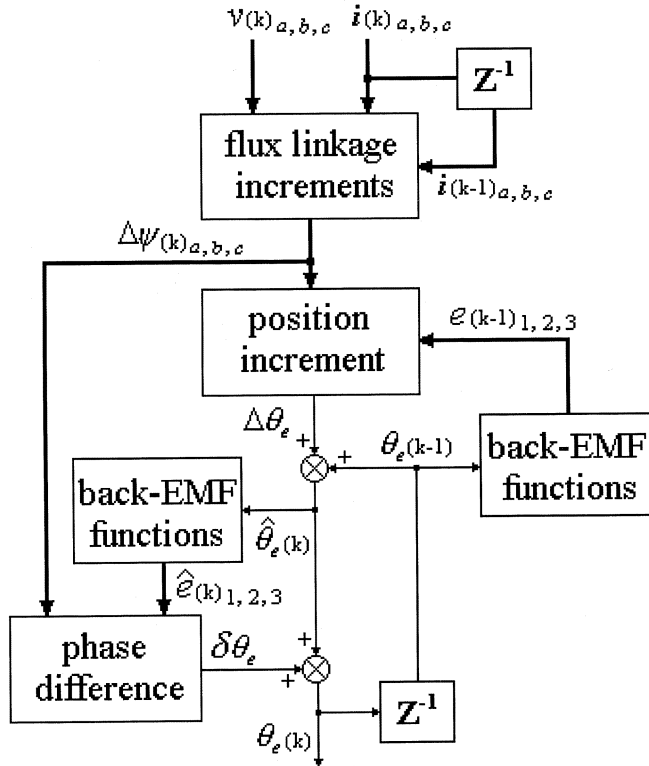 v(k)a, b, c i(k)a, b, c
Z⁻¹
flux linkage
increments
i(k-1)a, b, c
Δψ(k)a, b, c
position
increment
e(k-1)1, 2, 3
Δθe
+
+
θe(k-1)
back-EMF
functions
back-EMF
functions
θ̂e(k)
ê(k)1, 2, 3
phase
difference
δθe
+
+
Z⁻¹
θe(k)